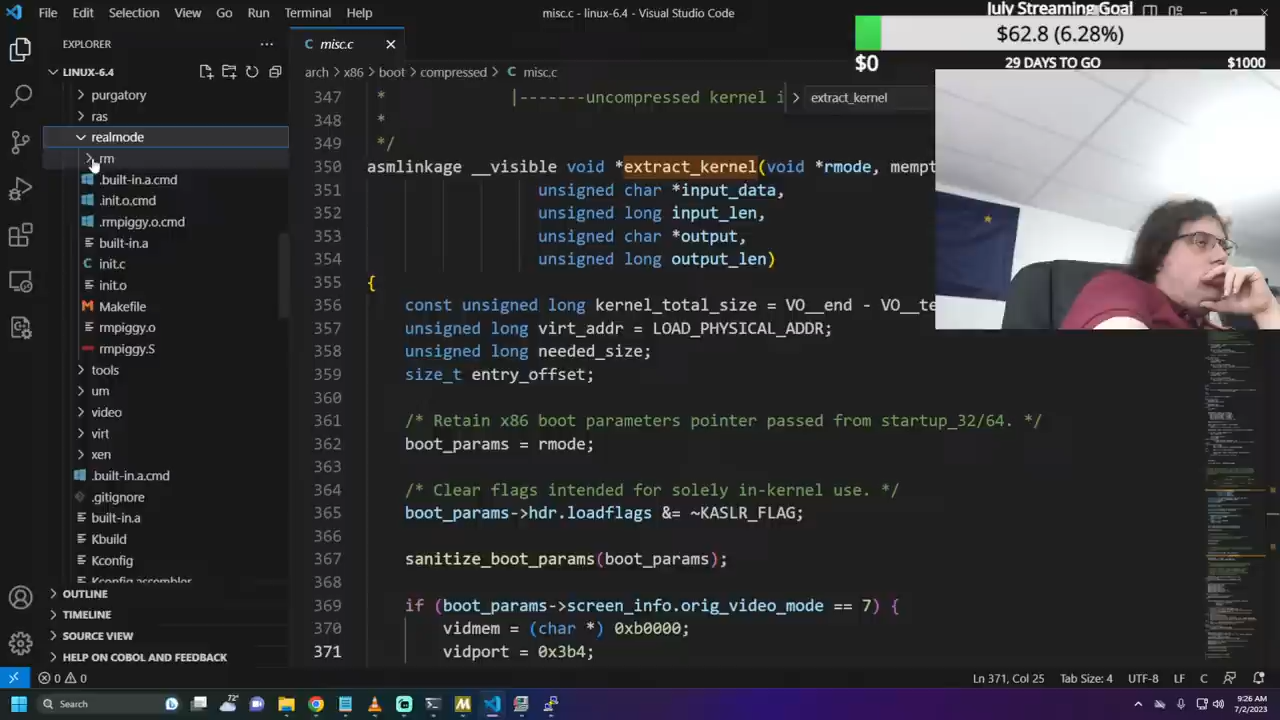 File Edit Selection View Go Run Terminal Help
misc.c - linux-6.4 - Visual Studio Code
July Streaming Goal
$62.8 (6.28%)
$0 29 DAYS TO GO $1000
EXPLORER
LINUX-6.4
purgatory
ras
realmode
rm
.built-in.a.cmd
.init.o.cmd
.rmpiggy.o.cmd
built-in.a
init.c
init.o
Makefile
rmpiggy.o
rmpiggy.S
tools
um
video
virt
xen
.built-in.a.cmd
.gitignore
built-in.a
Kbuild
Kconfig
Kconfig.assembler
OUTLINE
TIMELINE
SOURCE VIEW
HELP ON COBOL AND FUNDATION
C misc.c
arch > x86 > boot > compressed > C misc.c
extract_kernel
347 * |-------uncompressed kernel i
348 *
349 */
350 asmlinkage __visible void *extract_kernel(void *rmode, mempt
351 unsigned char *input_data,
352 unsigned long input_len,
353 unsigned char *output,
354 unsigned long output_len)
355 {
356 const unsigned long kernel_total_size = VO__end - VO__te
357 unsigned long virt_addr = LOAD_PHYSICAL_ADDR;
358 unsigned long needed_size;
359 size_t entry_offset;
360
361 /* Retain x86 boot parameters pointer passed from startup_32/64. */
362 boot_params = rmode;
363
364 /* Clear flags intended for solely in-kernel use. */
365 boot_params->hdr.loadflags &= ~KASLR_FLAG;
366
367 sanitize_boot_params(boot_params);
368
369 if (boot_params->screen_info.orig_video_mode == 7) {
370 vidmem = (char *) 0xb0000;
371 vidport = 0x3b4;
0 0
Ln 371, Col 25 Tab Size: 4 UTF-8 LF C
Search
72°
9:26 AM
7/2/2023